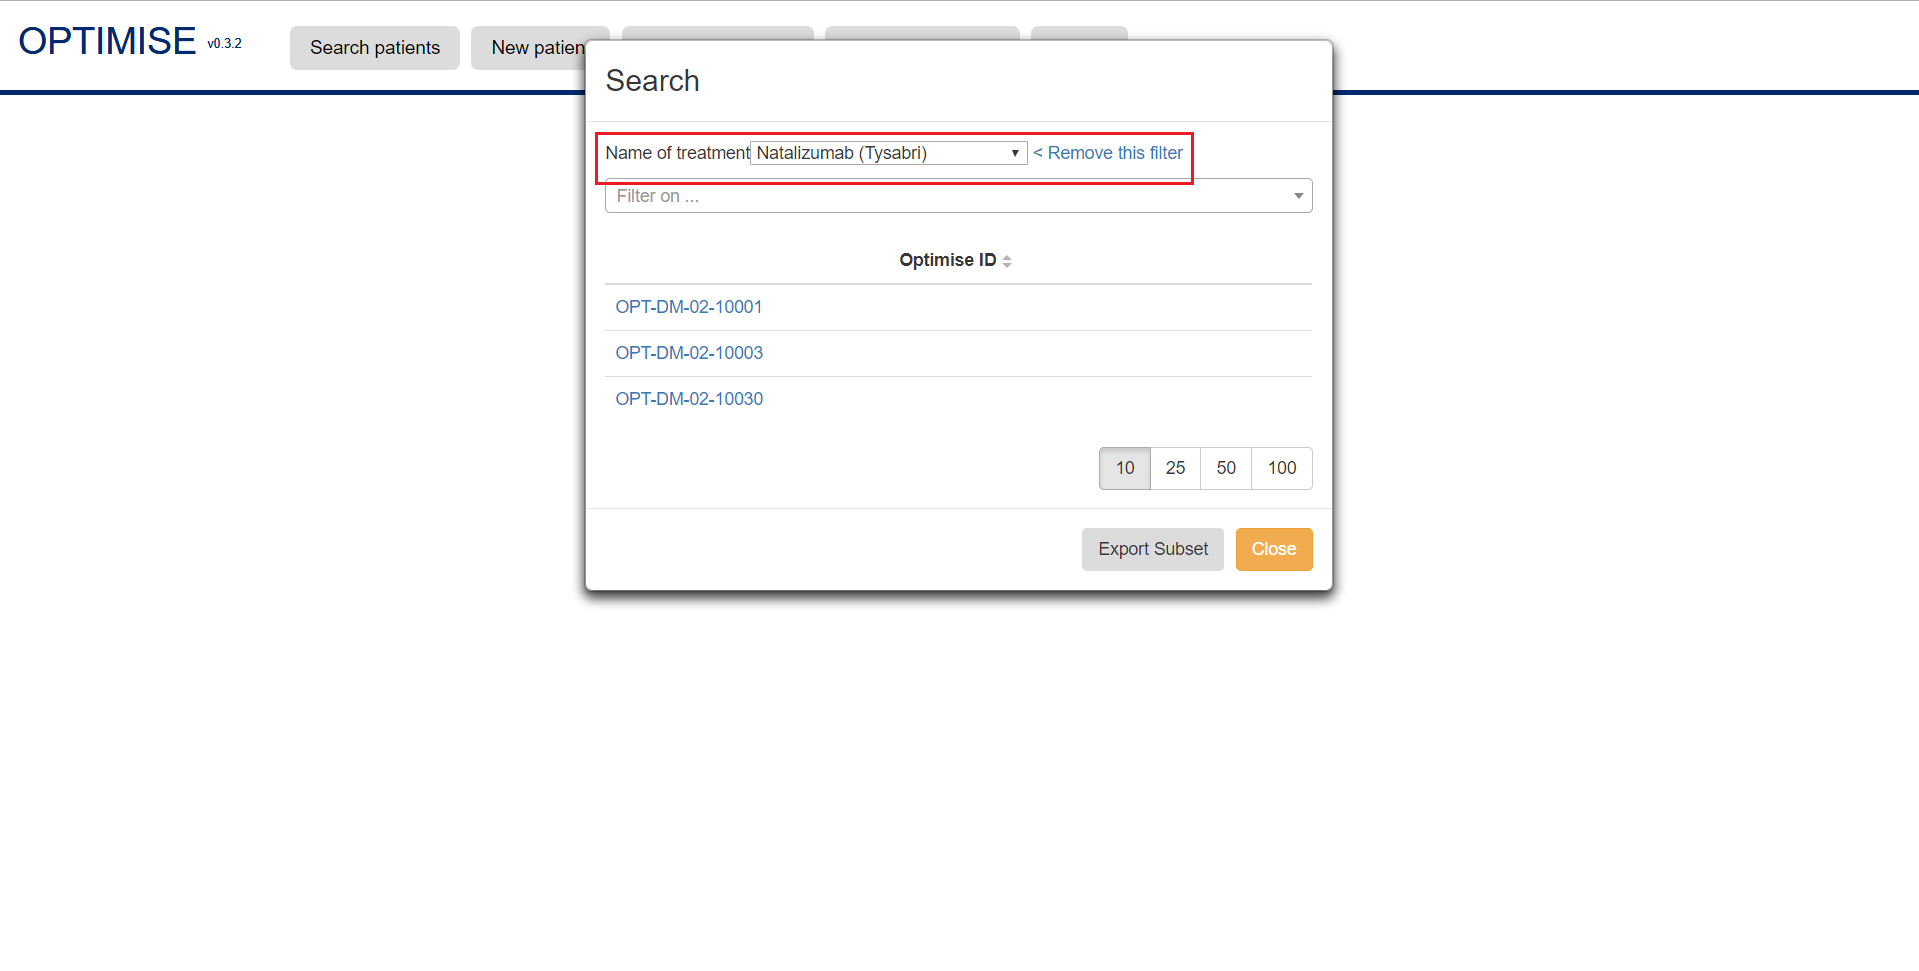 OPTIMISE v0.3.2
Search patients
New patien
Search
Name of treatment Natalizumab (Tysabri) < Remove this filter
Filter on ...
Optimise ID
OPT-DM-02-10001
OPT-DM-02-10003
OPT-DM-02-10030
10 25 50 100
Export Subset Close